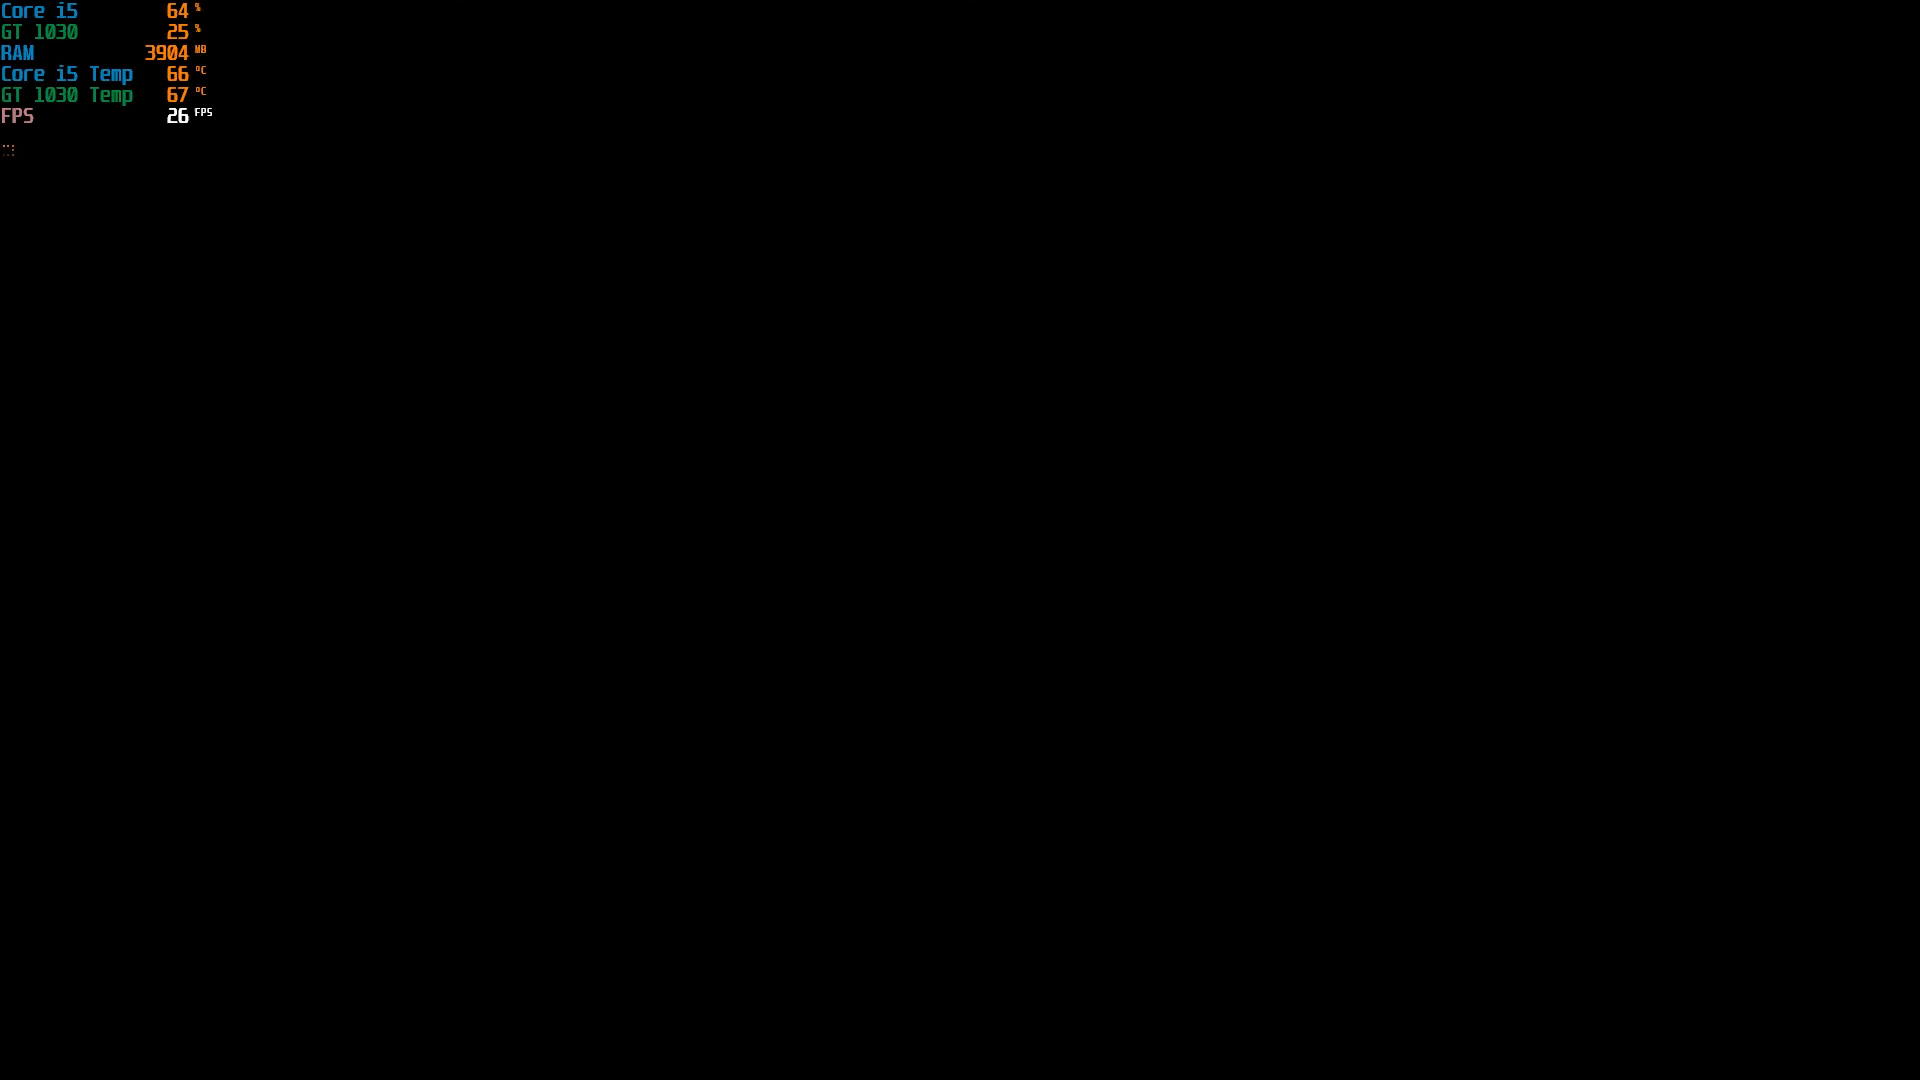 Core i5 64 %
GT 1030 25 %
RAM 3904 MB
Core i5 Temp 66 °C
GT 1030 Temp 67 °C
FPS 26 FPS